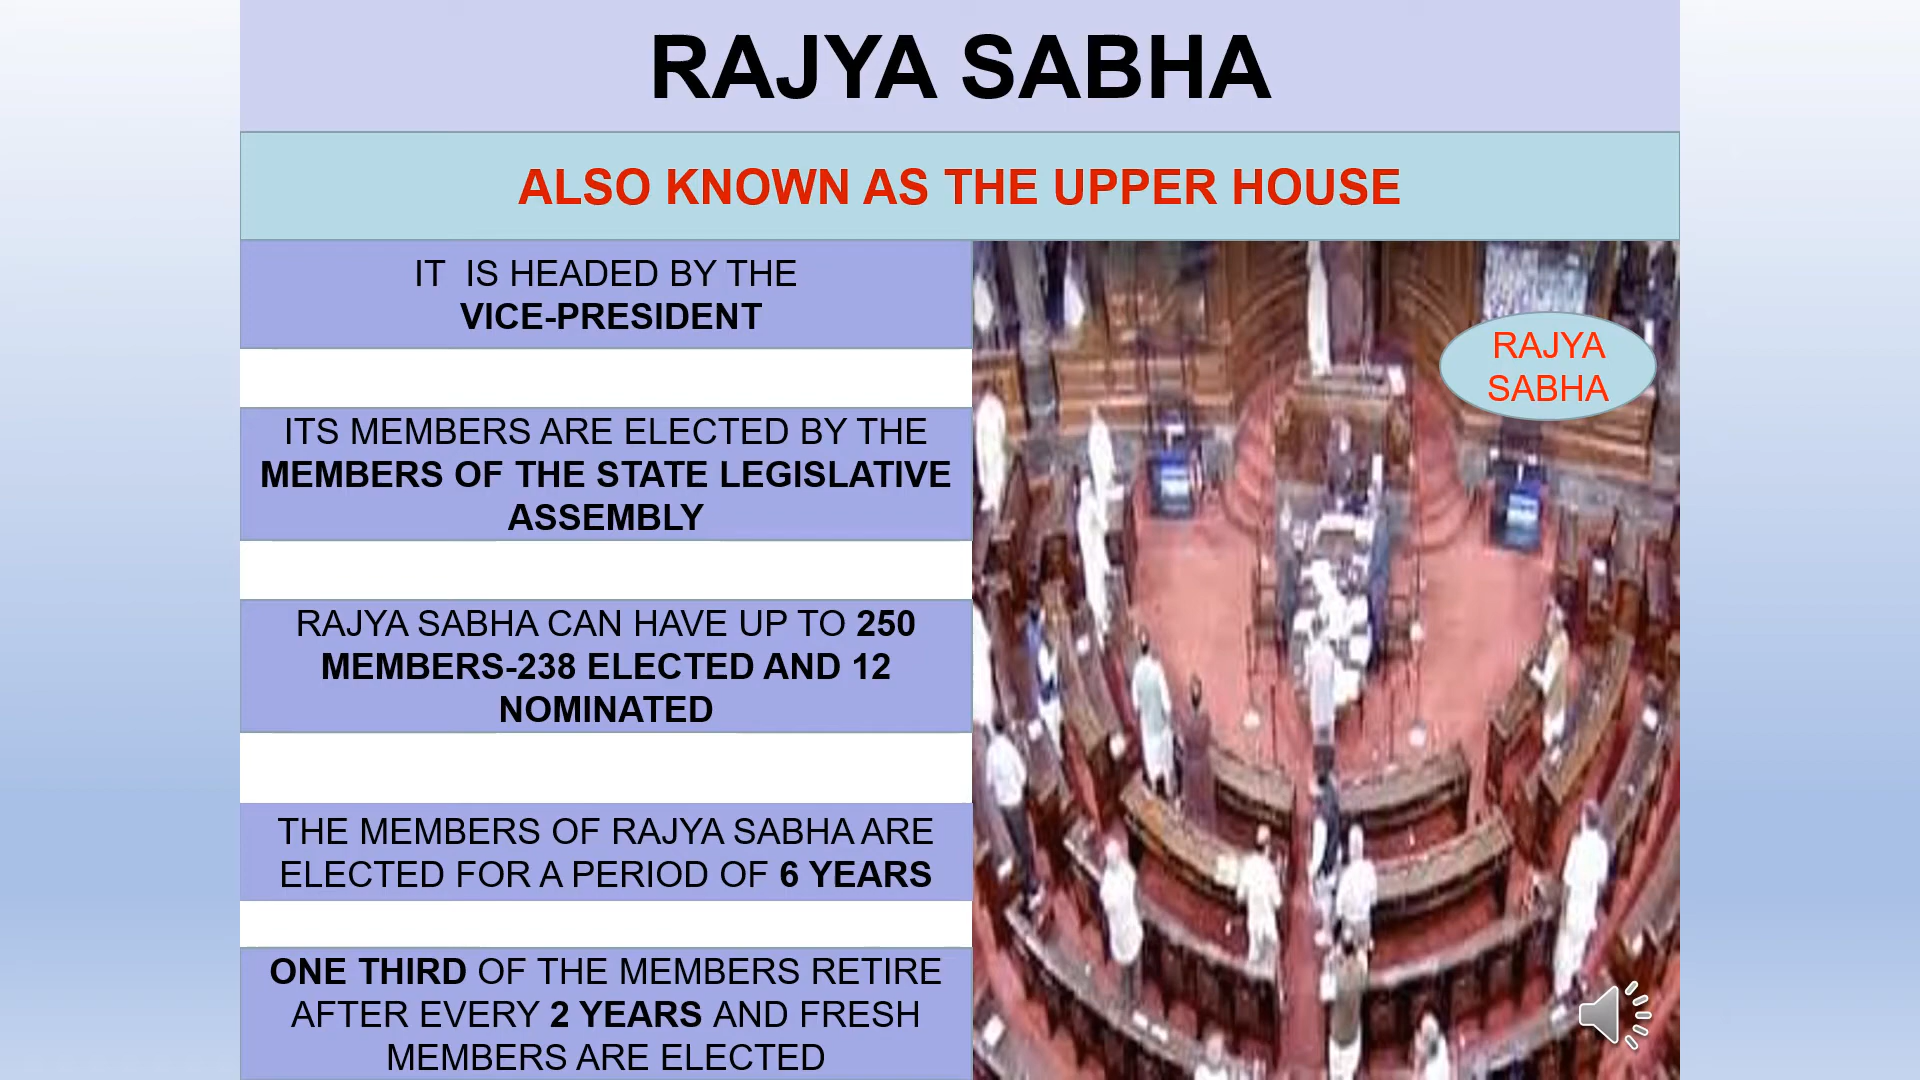 RAJYA SABHA
ALSO KNOWN AS THE UPPER HOUSE
IT  IS HEADED BY THE
VICE-PRESIDENT
ITS MEMBERS ARE ELECTED BY THE
MEMBERS OF THE STATE LEGISLATIVE
ASSEMBLY
RAJYA SABHA CAN HAVE UP TO 250
MEMBERS-238 ELECTED AND 12
NOMINATED
THE MEMBERS OF RAJYA SABHA ARE
ELECTED FOR A PERIOD OF 6 YEARS
ONE THIRD OF THE MEMBERS RETIRE
AFTER EVERY 2 YEARS AND FRESH
MEMBERS ARE ELECTED
RAJYA
SABHA